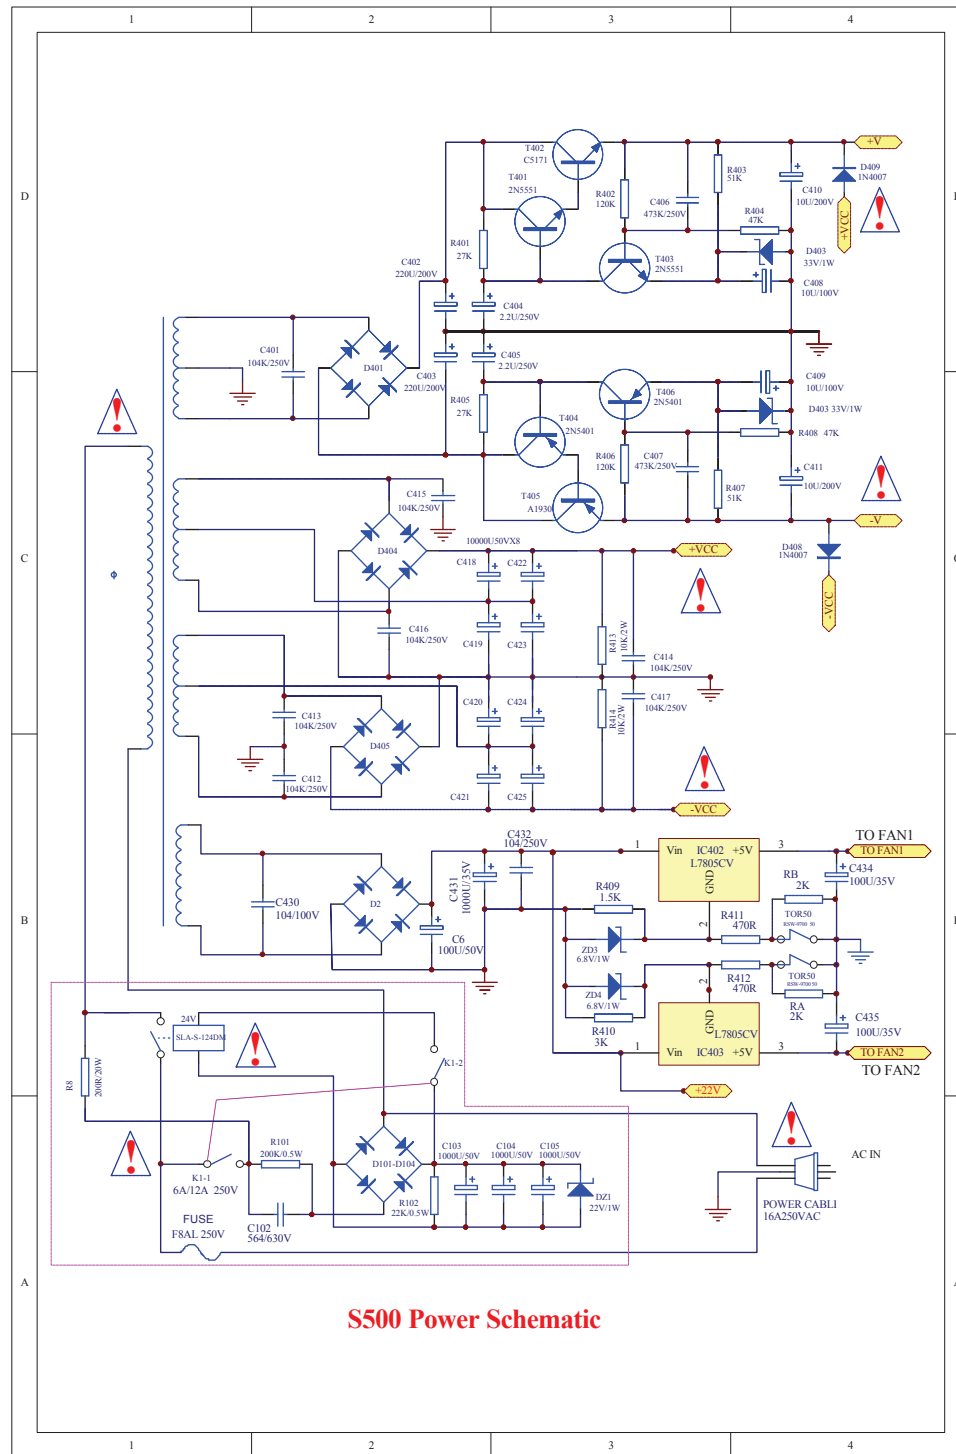 1 2 3 4
D
+V
T402
C5171
D409
1N4007
R403
51K
C410
10U/200V
T401
2N5551
R402
120K
C406
473K/250V
R404
47K
+VCC
R401
27K
T403
2N5551
D403
33V/1W
C402
220U/200V
C408
10U/100V
C404
2.2U/250V
C401
104K/250V
D401
C405
2.2U/250V
C403
220U/200V
C409
10U/100V
R405
27K
T406
2N5401
D403 33V/1W
T404
2N5401
R408 47K
R406
120K
C407
473K/250V
C411
10U/200V
R407
51K
T405
A1930
-V
C415
104K/250V
C
D404
10000U50VX8
C418
C422
+VCC
D408
1N4007
-VCC
ф
C416
104K/250V
C419
C423
R413
10K/2W
C414
104K/250V
C420
C424
R414
10K/2W
C417
104K/250V
C413
104K/250V
D405
C412
104K/250V
C421
C425
-VCC
C432
104/250V
TO FAN1
1
Vin IC402 +5V
L7805CV
GND
3
TO FAN1
C431
1000U/35V
C434
100U/35V
RB
2K
R409
1.5K
C430
104/100V
D2
B
2
R411
470R
TOR50
RSW-9700 50
C6
100U/50V
ZD3
6.8V/1W
ZD4
6.8V/1W
2
R412
470R
TOR50
RSW-9700 50
RA
2K
R410
3K
GND
L7805CV
1
Vin IC403 +5V
3
C435
100U/35V
TO FAN2
TO FAN2
24V
SLA-S-124DM
K1-2
R8
200R/20W
+22V
R101
200K/0.5W
D101-D104
C103
1000U/50V
C104
1000U/50V
C105
1000U/50V
AC IN
K1-1
6A/12A 250V
R102
22K/0.5W
DZ1
22V/1W
POWER CABLI
16A250VAC
FUSE
F8AL 250V
C102
564/630V
A
S500 Power Schematic
1 2 3 4